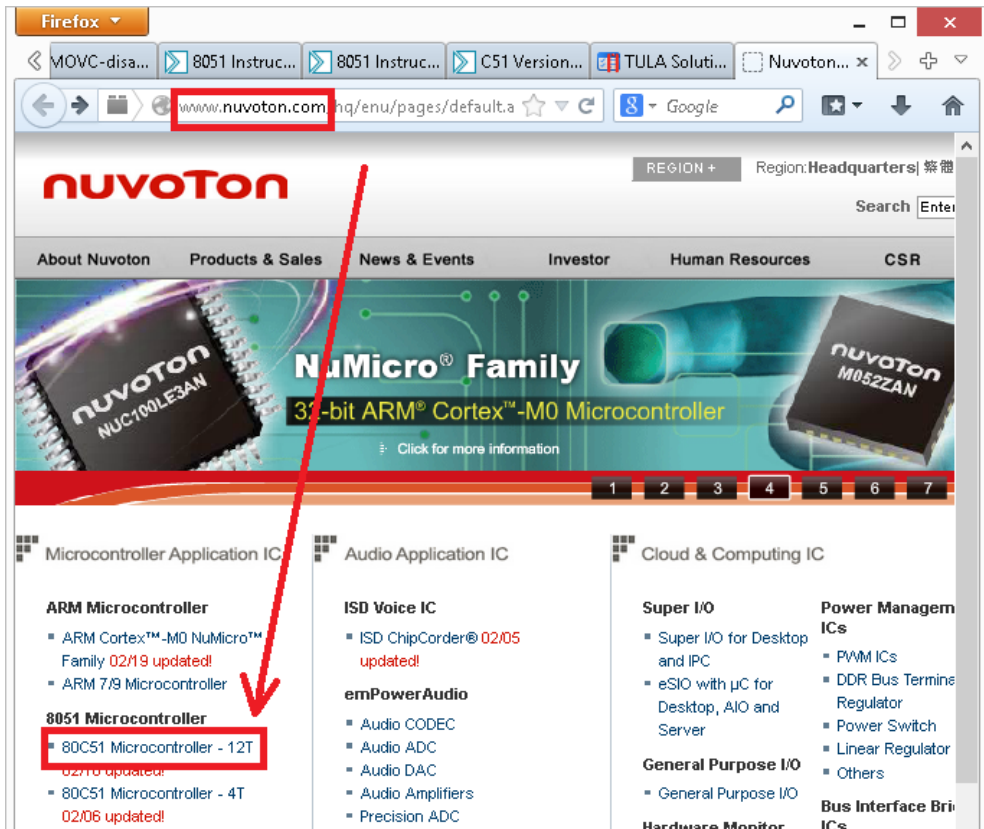 Firefox
MOVC-disa...
8051 Instruc...
8051 Instruc...
C51 Version...
TULA Soluti...
Nuvoton...
www.nuvoton.com/hq/enu/pages/default.a
Google
nuvoton
REGION +
Region:Headquarters| 繁體
Search Enter
About Nuvoton Products & Sales News & Events Investor Human Resources CSR
nuvoton
NUC100LE3AN
NuMicro® Family
32-bit ARM® Cortex™-M0 Microcontroller
Click for more information
nuvoton
M052ZAN
1 2 3 4 5 6 7
Microcontroller Application IC
ARM Microcontroller
ARM Cortex™-M0 NuMicro™
Family 02/19 updated!
ARM 7/9 Microcontroller
8051 Microcontroller
80C51 Microcontroller - 12T
updated!
80C51 Microcontroller - 4T
02/06 updated!
Audio Application IC
ISD Voice IC
ISD ChipCorder® 02/05
updated!
emPowerAudio
Audio CODEC
Audio ADC
Audio DAC
Audio Amplifiers
Precision ADC
Cloud & Computing IC
Super I/O
Super I/O for Desktop
and IPC
eSIO with µC for
Desktop, AIO and
Server
General Purpose I/O
General Purpose I/O
Hardware Monitor
Power Managem
ICs
PWM ICs
DDR Bus Termina
Regulator
Power Switch
Linear Regulator
Others
Bus Interface Bri
ICs